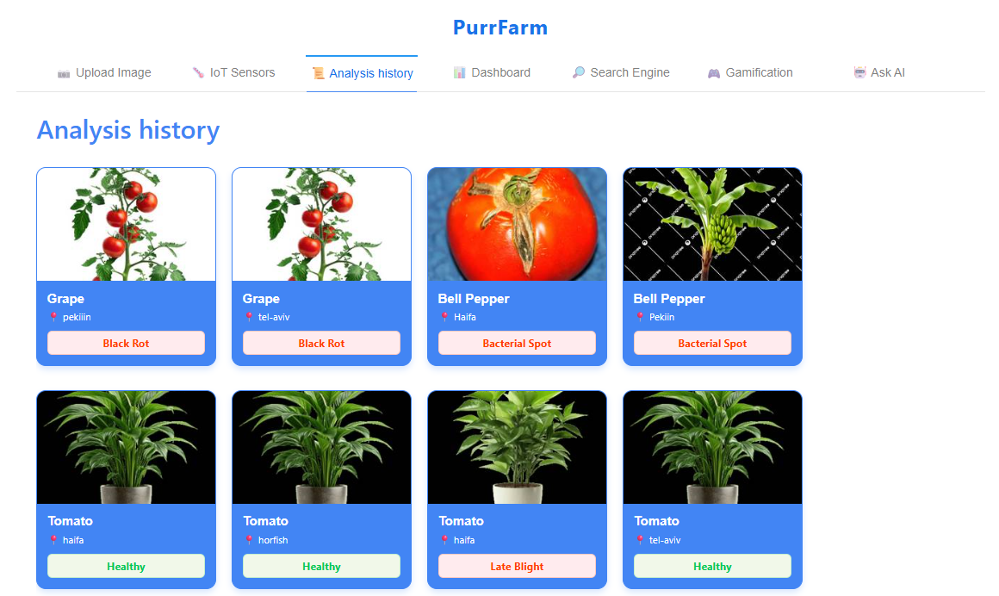 PurrFarm
Upload Image IoT Sensors Analysis history Dashboard Search Engine Gamification Ask AI
Analysis history
Grape Grape Bell Pepper Bell Pepper
pekiiin tel-aviv Haifa Pekiin
Black Rot Black Rot Bacterial Spot Bacterial Spot
Tomato Tomato Tomato Tomato
haifa horfish haifa tel-aviv
Healthy Healthy Late Blight Healthy